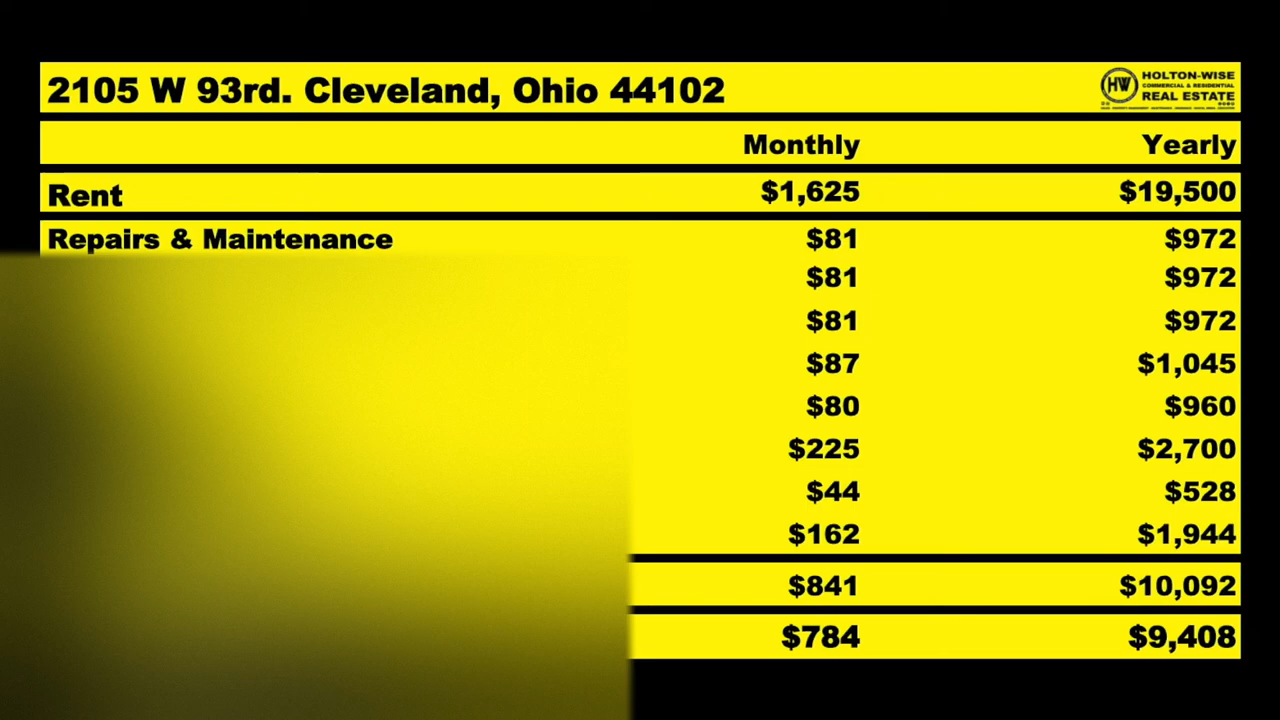 2105 W 93rd. Cleveland, Ohio 44102
HW
HOLTON-WISE
COMMERCIAL & RESIDENTIAL
REAL ESTATE
Monthly Yearly
Rent $1,625 $19,500
Repairs & Maintenance $81 $972
$81 $972
$81 $972
$87 $1,045
$80 $960
$225 $2,700
$44 $528
$162 $1,944
$841 $10,092
$784 $9,408